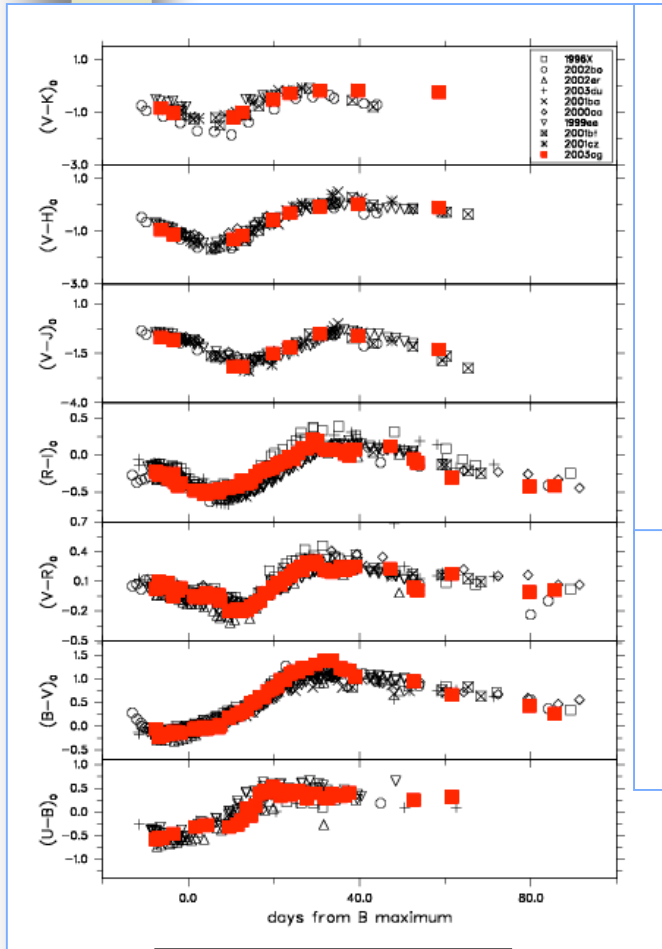 1.0
−1.0
−3.0
(V−K)₀
1996X
2002bo
2002er
2003du
2001ba
2000ca
1999ee
2001bt
2001cz
2003cg
1.0
−1.0
−3.0
(V−H)₀
1.0
−1.5
−4.0
(V−J)₀
0.5
0.0
−0.5
(R−I)₀
0.7
0.4
0.1
−0.2
−0.5
(V−R)₀
1.5
1.0
0.5
0.0
−0.5
(B−V)₀
1.0
0.5
0.0
−0.5
−1.0
(U−B)₀
0.0 40.0 80.0
days from B maximum